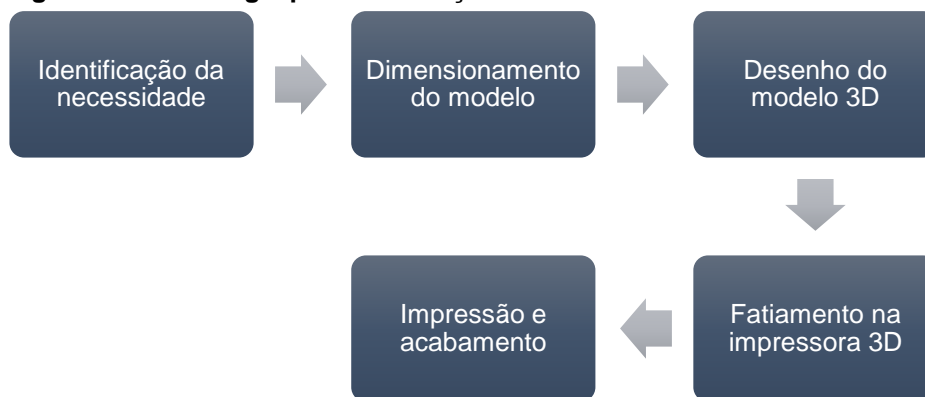 Identificação da
necessidade
Dimensionamento
do modelo
Desenho do
modelo 3D
Fatiamento na
impressora 3D
Impressão e
acabamento